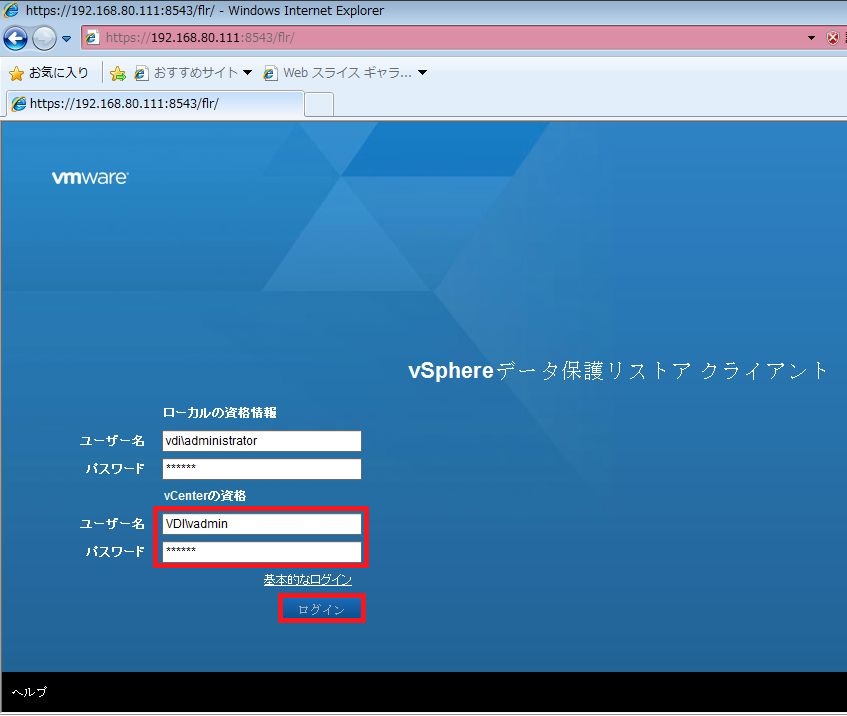 https://192.168.80.111:8543/flr/ - Windows Internet Explorer
https://192.168.80.111:8543/flr/
お気に入り おすすめサイト Web スライス ギャラ...
https://192.168.80.111:8543/flr/
vmware
vSphereデータ保護リストア クライアント
ローカルの資格情報
ユーザー名 vdi\administrator
パスワード ******
vCenterの資格
ユーザー名 VDI\vadmin
パスワード ******
基本的なログイン
ログイン
ヘルプ